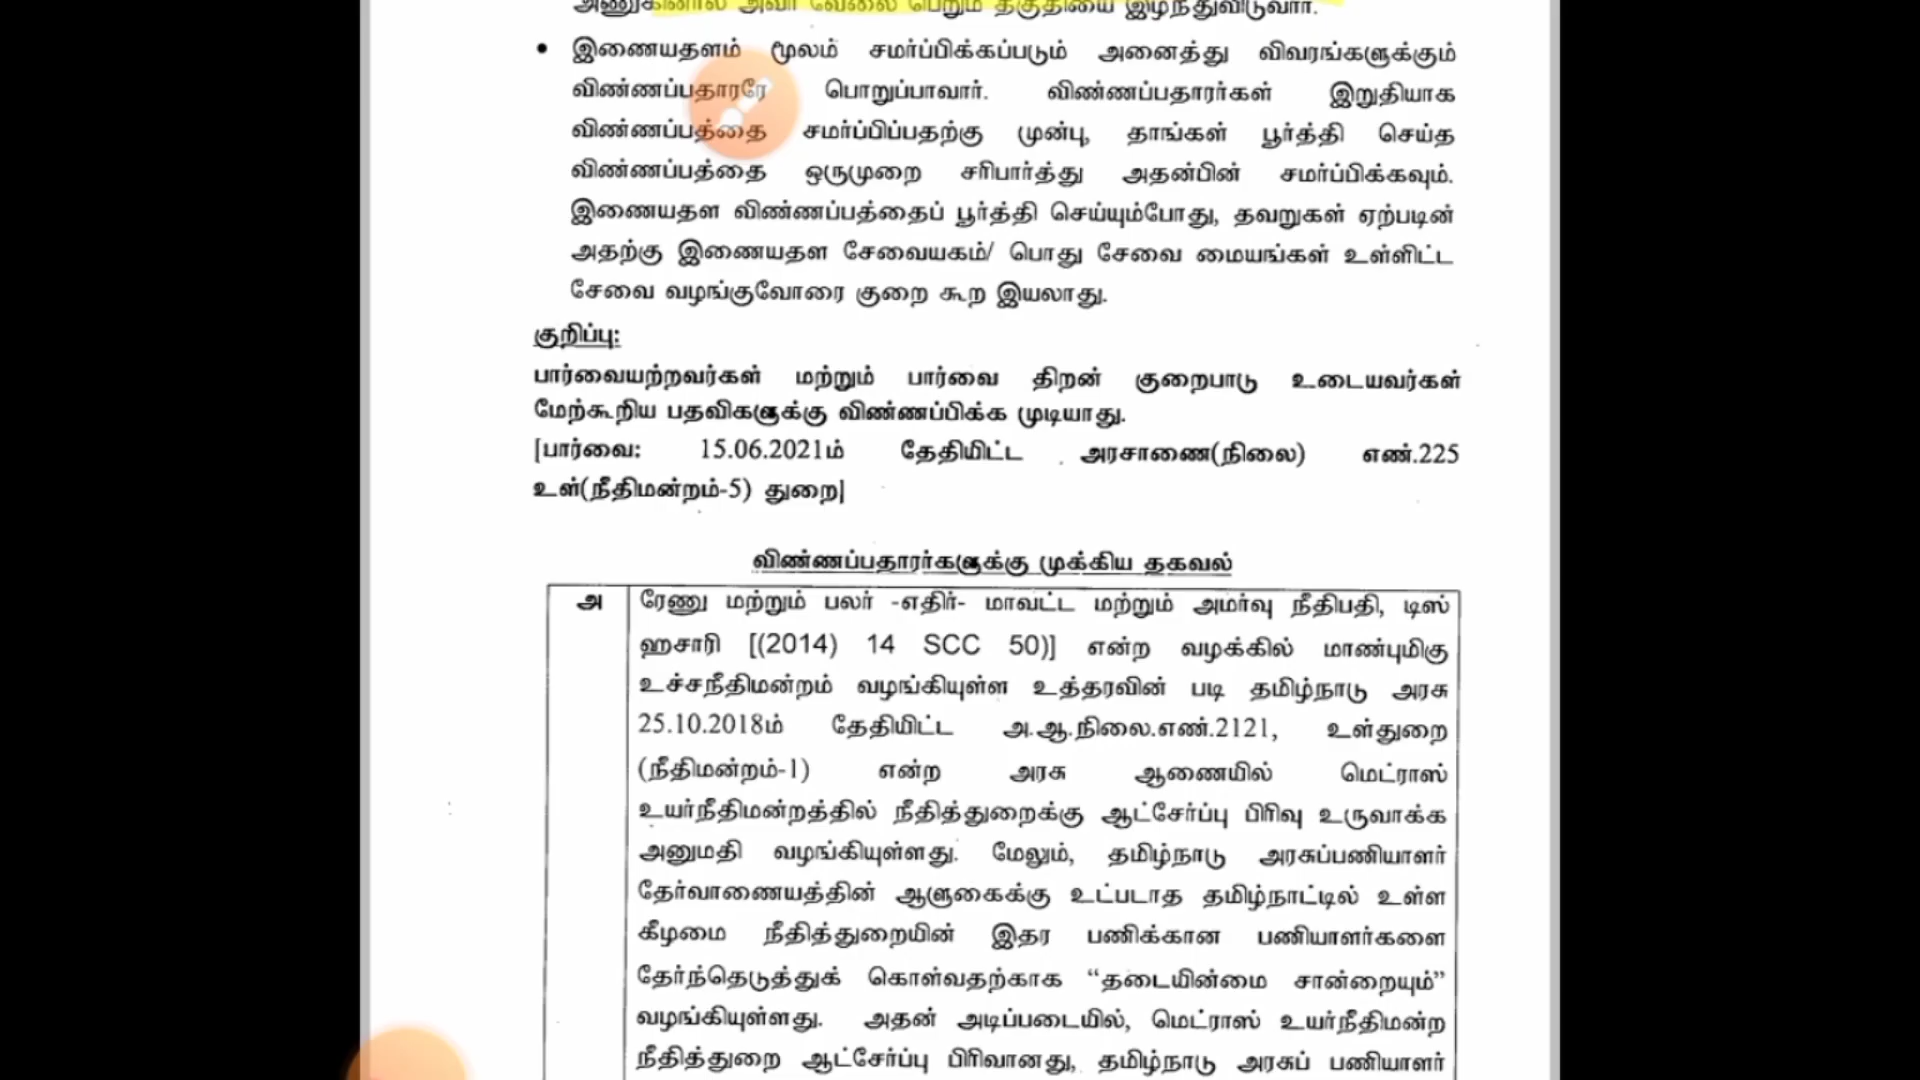 அணுகினால் அவர் வேலை பெறும் தகுதியை இழந்துவிடுவார்.
• இணையதளம் மூலம் சமர்ப்பிக்கப்படும் அனைத்து விவரங்களுக்கும்
விண்ணப்பதாரரே பொறுப்பாவார். விண்ணப்பதாரர்கள் இறுதியாக
விண்ணப்பத்தை சமர்ப்பிப்பதற்கு முன்பு, தாங்கள் பூர்த்தி செய்த
விண்ணப்பத்தை ஒருமுறை சரிபார்த்து அதன்பின் சமர்ப்பிக்கவும்.
இணையதள விண்ணப்பத்தைப் பூர்த்தி செய்யும்போது, தவறுகள் ஏற்படின்
அதற்கு இணையதள சேவையகம்/ பொது சேவை மையங்கள் உள்ளிட்ட
சேவை வழங்குவோரை குறை கூற இயலாது.
குறிப்பு:
பார்வையற்றவர்கள் மற்றும் பார்வை திறன் குறைபாடு உடையவர்கள்
மேற்கூறிய பதவிகளுக்கு விண்ணப்பிக்க முடியாது.
[பார்வை: 15.06.2021ம் தேதியிட்ட அரசாணை(நிலை) எண்.225
உள்(நீதிமன்றம்-5) துறை]
விண்ணப்பதாரர்களுக்கு முக்கிய தகவல்
அ ரேணு மற்றும் பலர் -எதிர்- மாவட்ட மற்றும் அமர்வு நீதிபதி, டிஸ்
ஹசாரி [(2014) 14 SCC 50)] என்ற வழக்கில் மாண்புமிகு
உச்சநீதிமன்றம் வழங்கியுள்ள உத்தரவின் படி தமிழ்நாடு அரசு
25.10.2018ம் தேதியிட்ட அ.ஆ.நிலை.எண்.2121, உள்துறை
(நீதிமன்றம்-1) என்ற அரசு ஆணையில் மெட்ராஸ்
உயர்நீதிமன்றத்தில் நீதித்துறைக்கு ஆட்சேர்ப்பு பிரிவு உருவாக்க
அனுமதி வழங்கியுள்ளது. மேலும், தமிழ்நாடு அரசுப்பணியாளர்
தேர்வாணையத்தின் ஆளுகைக்கு உட்படாத தமிழ்நாட்டில் உள்ள
கீழமை நீதித்துறையின் இதர பணிக்கான பணியாளர்களை
தேர்ந்தெடுத்துக் கொள்வதற்காக “தடையின்மை சான்றையும்”
வழங்கியுள்ளது. அதன் அடிப்படையில், மெட்ராஸ் உயர்நீதிமன்ற
நீதித்துறை ஆட்சேர்ப்பு பிரிவானது, தமிழ்நாடு அரசுப் பணியாளர்